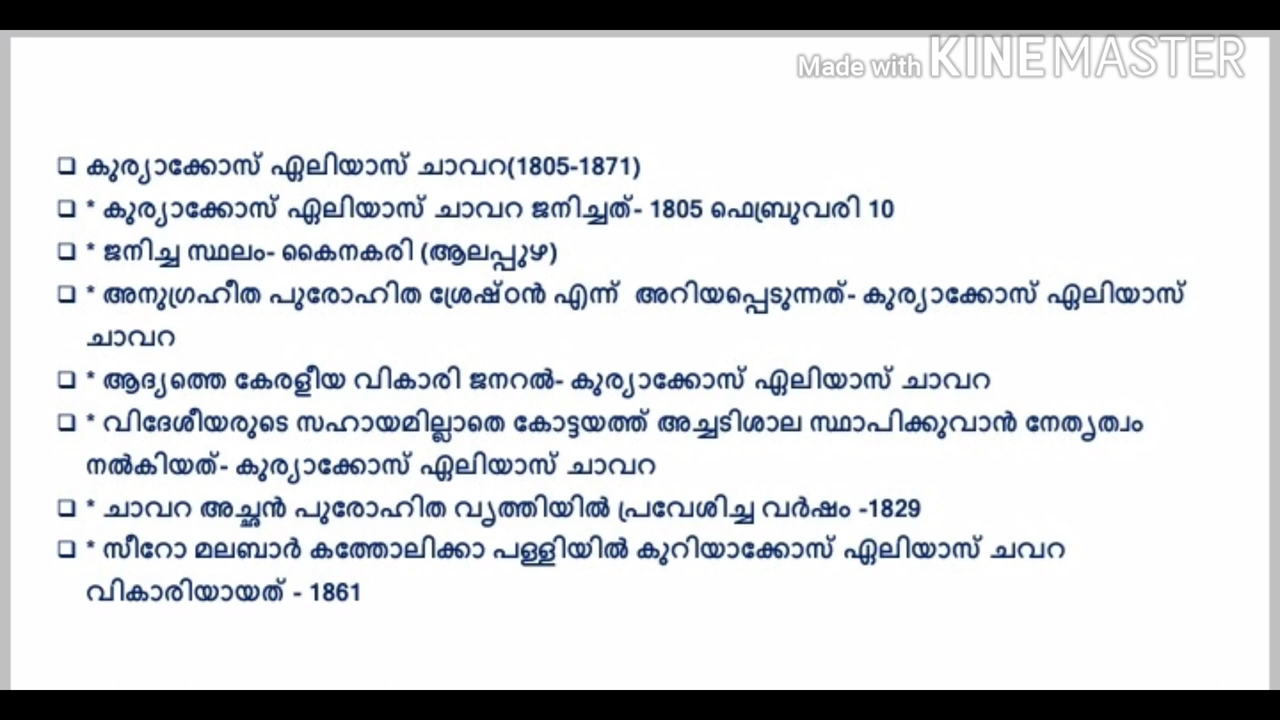 Made with KINEMASTER
❑ കുര്യാക്കോസ് ഏലിയാസ് ചാവറ(1805-1871)
❑ * കുര്യാക്കോസ് ഏലിയാസ് ചാവറ ജനിച്ചത്- 1805 ഫെബ്രുവരി 10
❑ * ജനിച്ച സ്ഥലം- കൈനകരി (ആലപ്പുഴ)
❑ * അനുഗ്രഹീത പുരോഹിത ശ്രേഷ്ഠൻ എന്ന് അറിയപ്പെടുന്നത്- കുര്യാക്കോസ് ഏലിയാസ്
ചാവറ
❑ * ആദ്യത്തെ കേരളീയ വികാരി ജനറൽ- കുര്യാക്കോസ് ഏലിയാസ് ചാവറ
❑ * വിദേശീയരുടെ സഹായമില്ലാതെ കോട്ടയത്ത് അച്ചടിശാല സ്ഥാപിക്കുവാൻ നേതൃത്വം
നൽകിയത്- കുര്യാക്കോസ് ഏലിയാസ് ചാവറ
❑ * ചാവറ അച്ഛൻ പുരോഹിത വൃത്തിയിൽ പ്രവേശിച്ച വർഷം -1829
❑ * സീറോ മലബാർ കത്തോലിക്കാ പള്ളിയിൽ കുറിയാക്കോസ് ഏലിയാസ് ചവറ
വികാരിയായത് - 1861